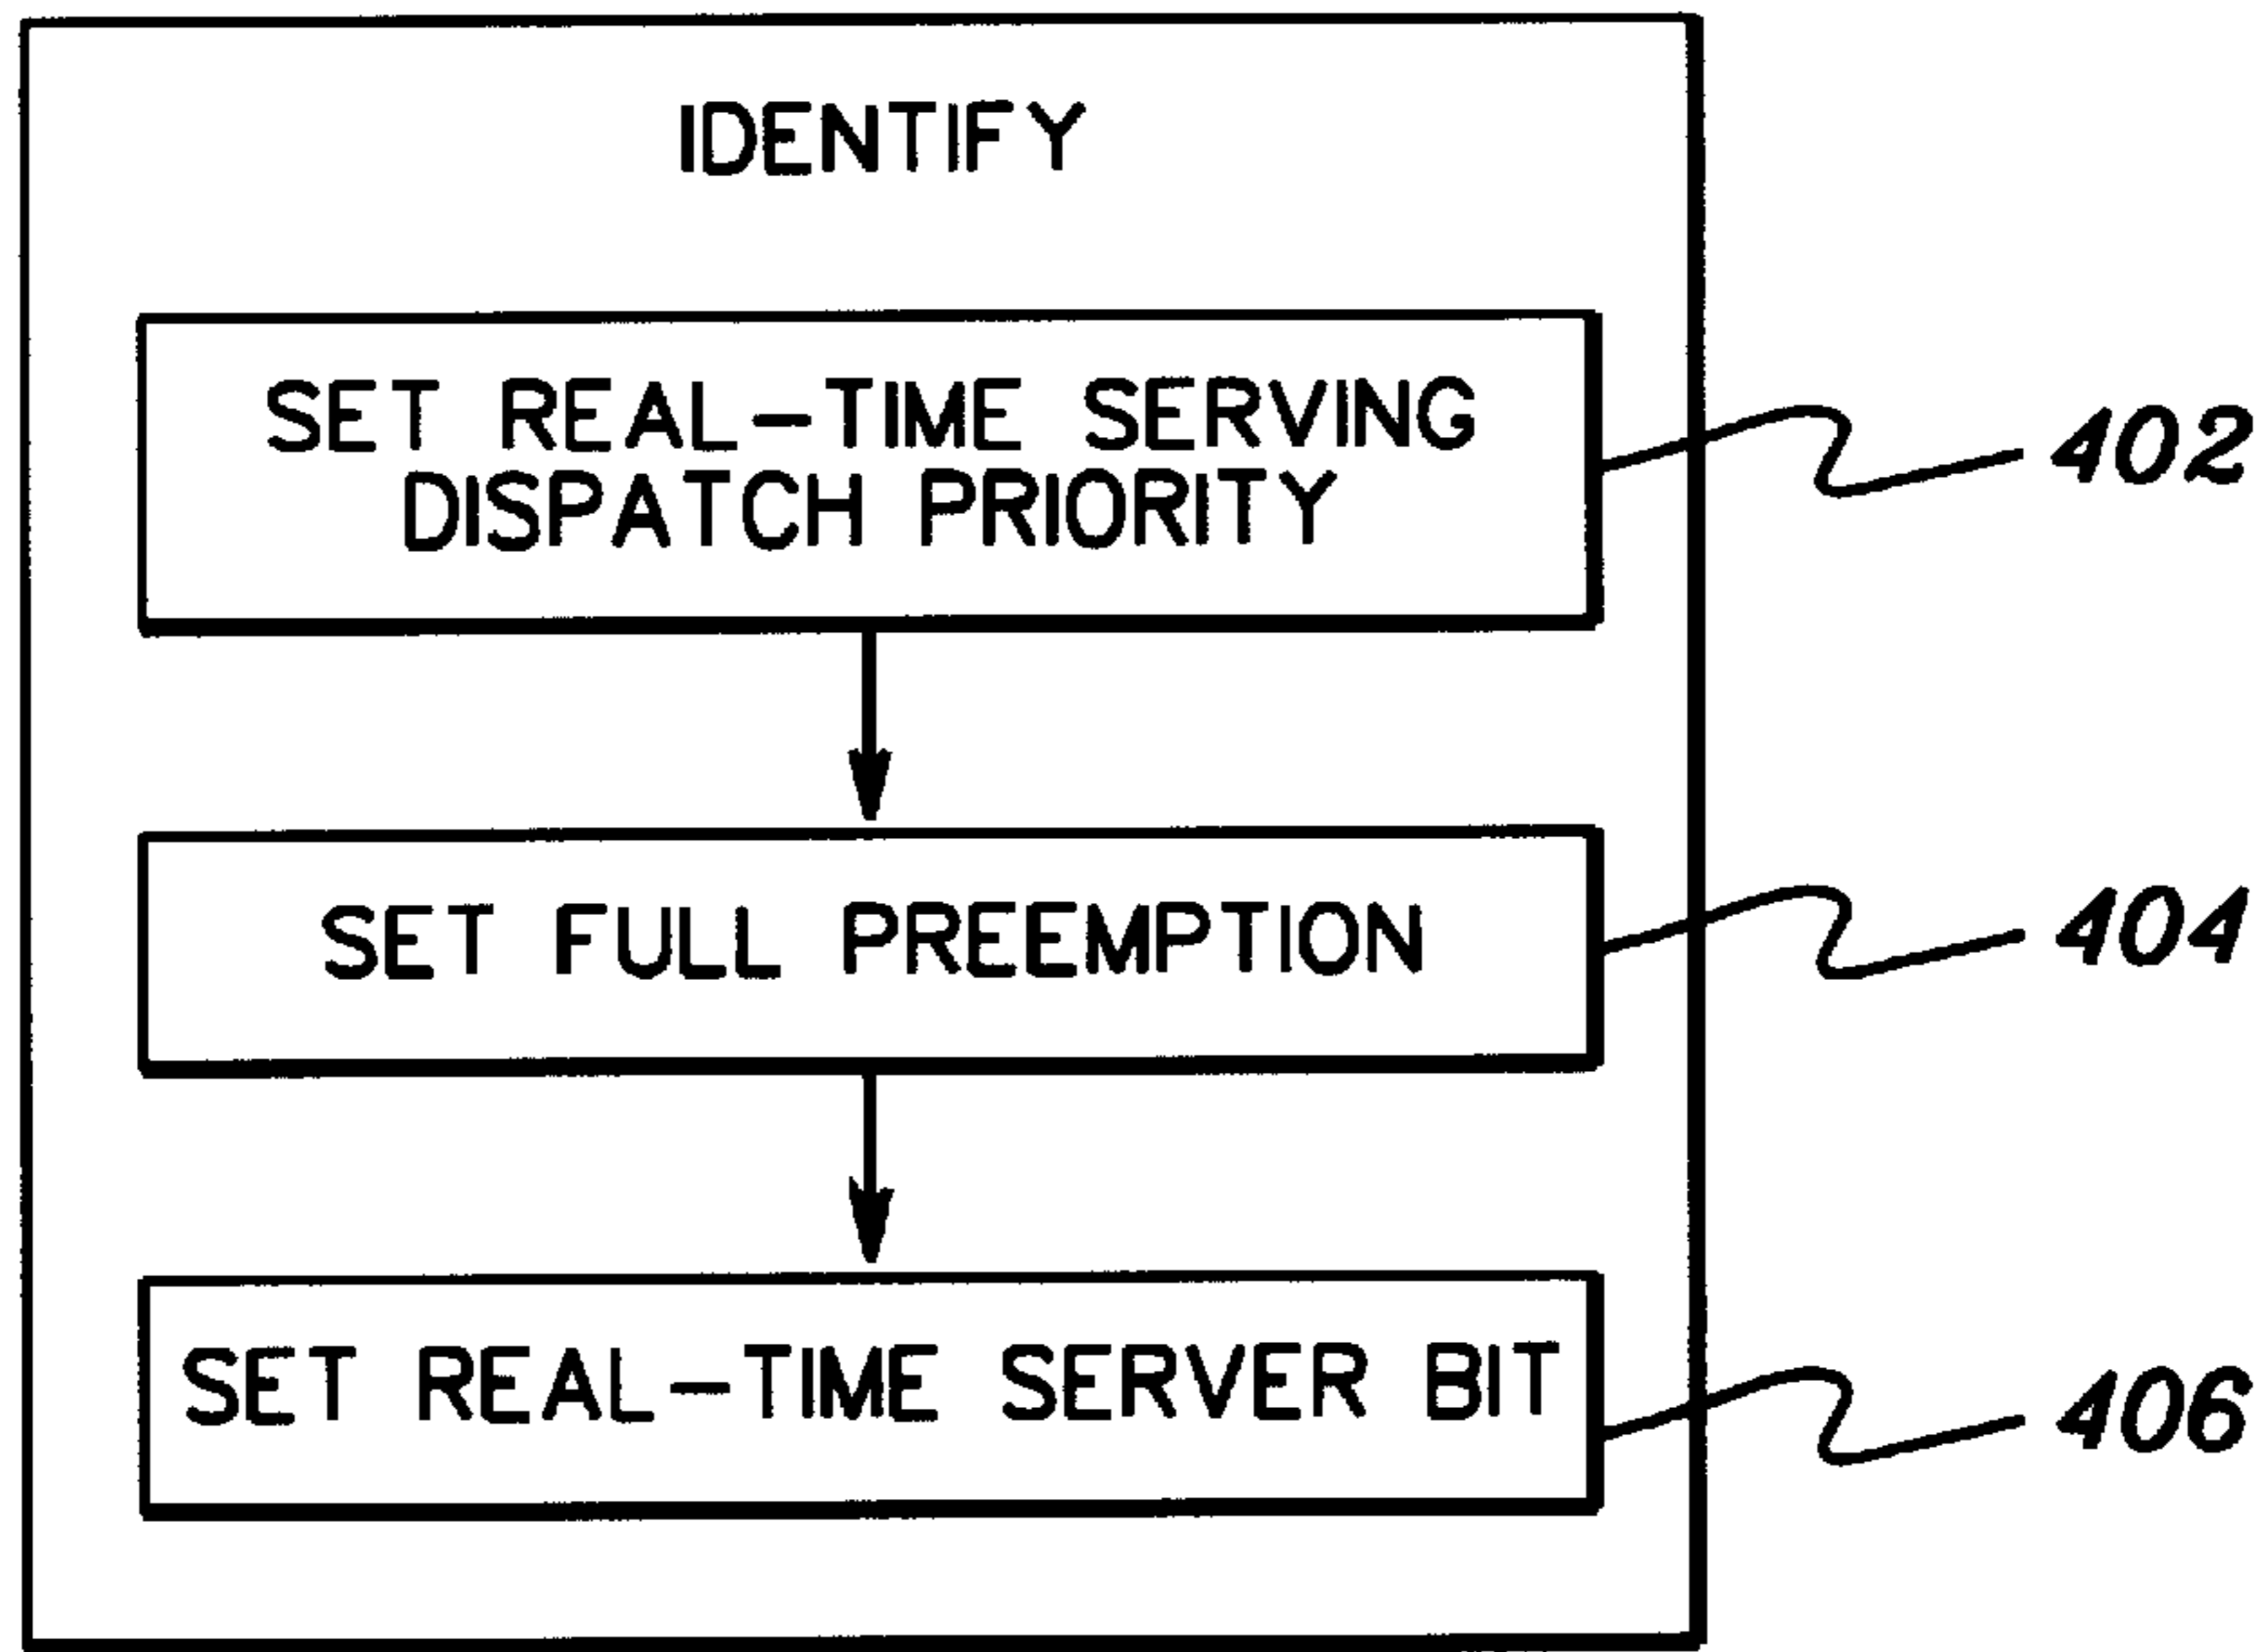 IDENTIFY
SET REAL-TIME SERVING
DISPATCH PRIORITY
402
SET FULL PREEMPTION
404
SET REAL-TIME SERVER BIT
406